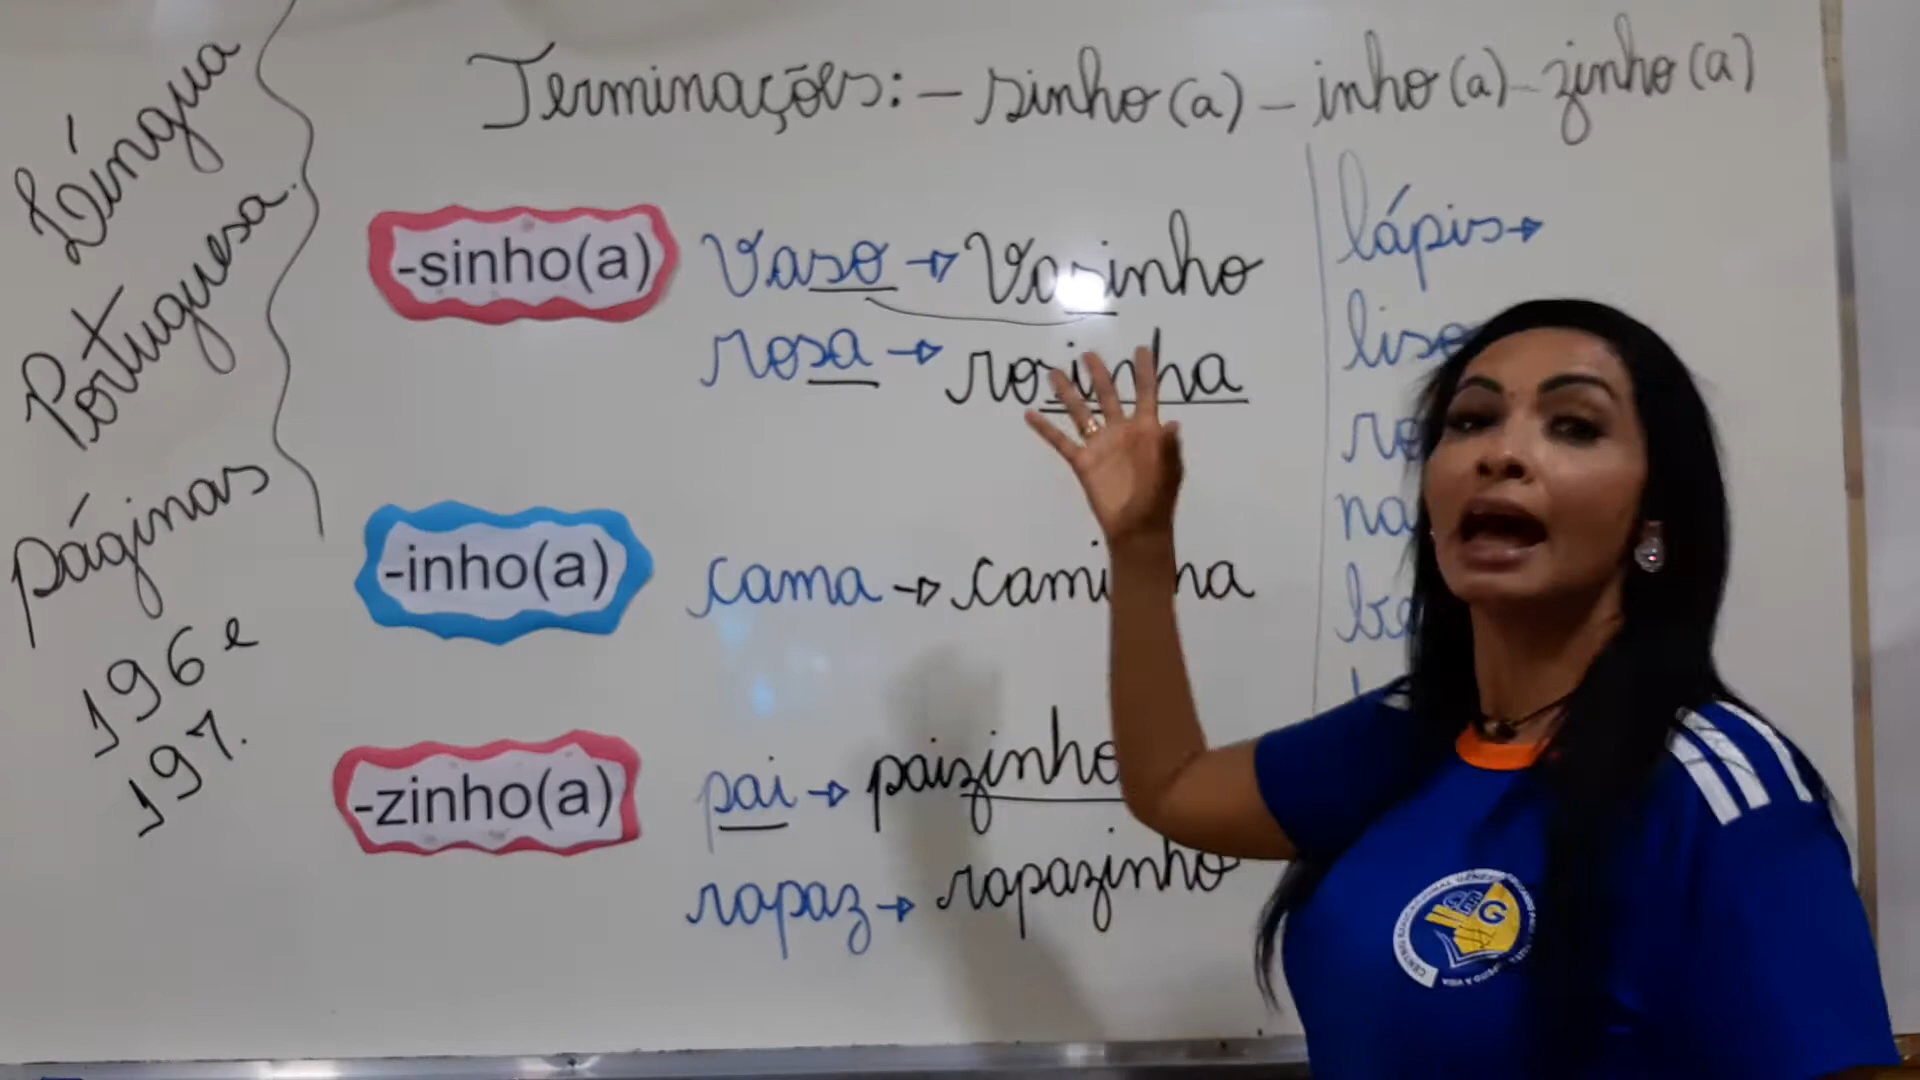 Língua
Portuguesa.
páginas
196 e
197.
Terminações: - sinho(a) - inho(a) - zinho(a)
-sinho(a)
vaso → vasinho
rosa → rosinha
-inho(a)
cama → caminha
-zinho(a)
pai → paizinho
rapaz → rapazinho
lápis →
G